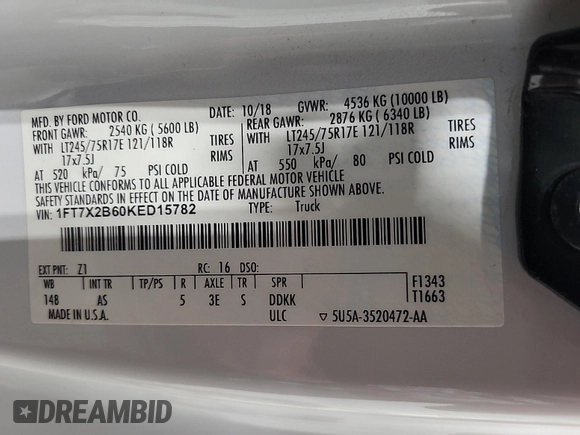 MFD. BY FORD MOTOR CO.
DATE: 10/18 GVWR: 4536 KG (10000 LB)
FRONT GAWR: 2540 KG ( 5600 LB) REAR GAWR: 2876 KG ( 6340 LB)
WITH LT245/75R17E 121/118R TIRES WITH LT245/75R17E 121/118R TIRES
17x7.5J RIMS 17x7.5J RIMS
AT 520 kPa/ 75 PSI COLD AT 550 kPa/ 80 PSI COLD
THIS VEHICLE CONFORMS TO ALL APPLICABLE FEDERAL MOTOR VEHICLE
SAFETY STANDARDS IN EFFECT ON THE DATE OF MANUFACTURE SHOWN ABOVE.
VIN: 1FT7X2B60KED15782 TYPE: Truck
EXT PNT: Z1 RC: 16 DSO: F1343
WB INT TR TP/PS R AXLE TR SPR T1663
14B AS 5 3E S DDKK
MADE IN U.S.A. ULC ▽ 5U5A-3520472-AA
DREAMBID